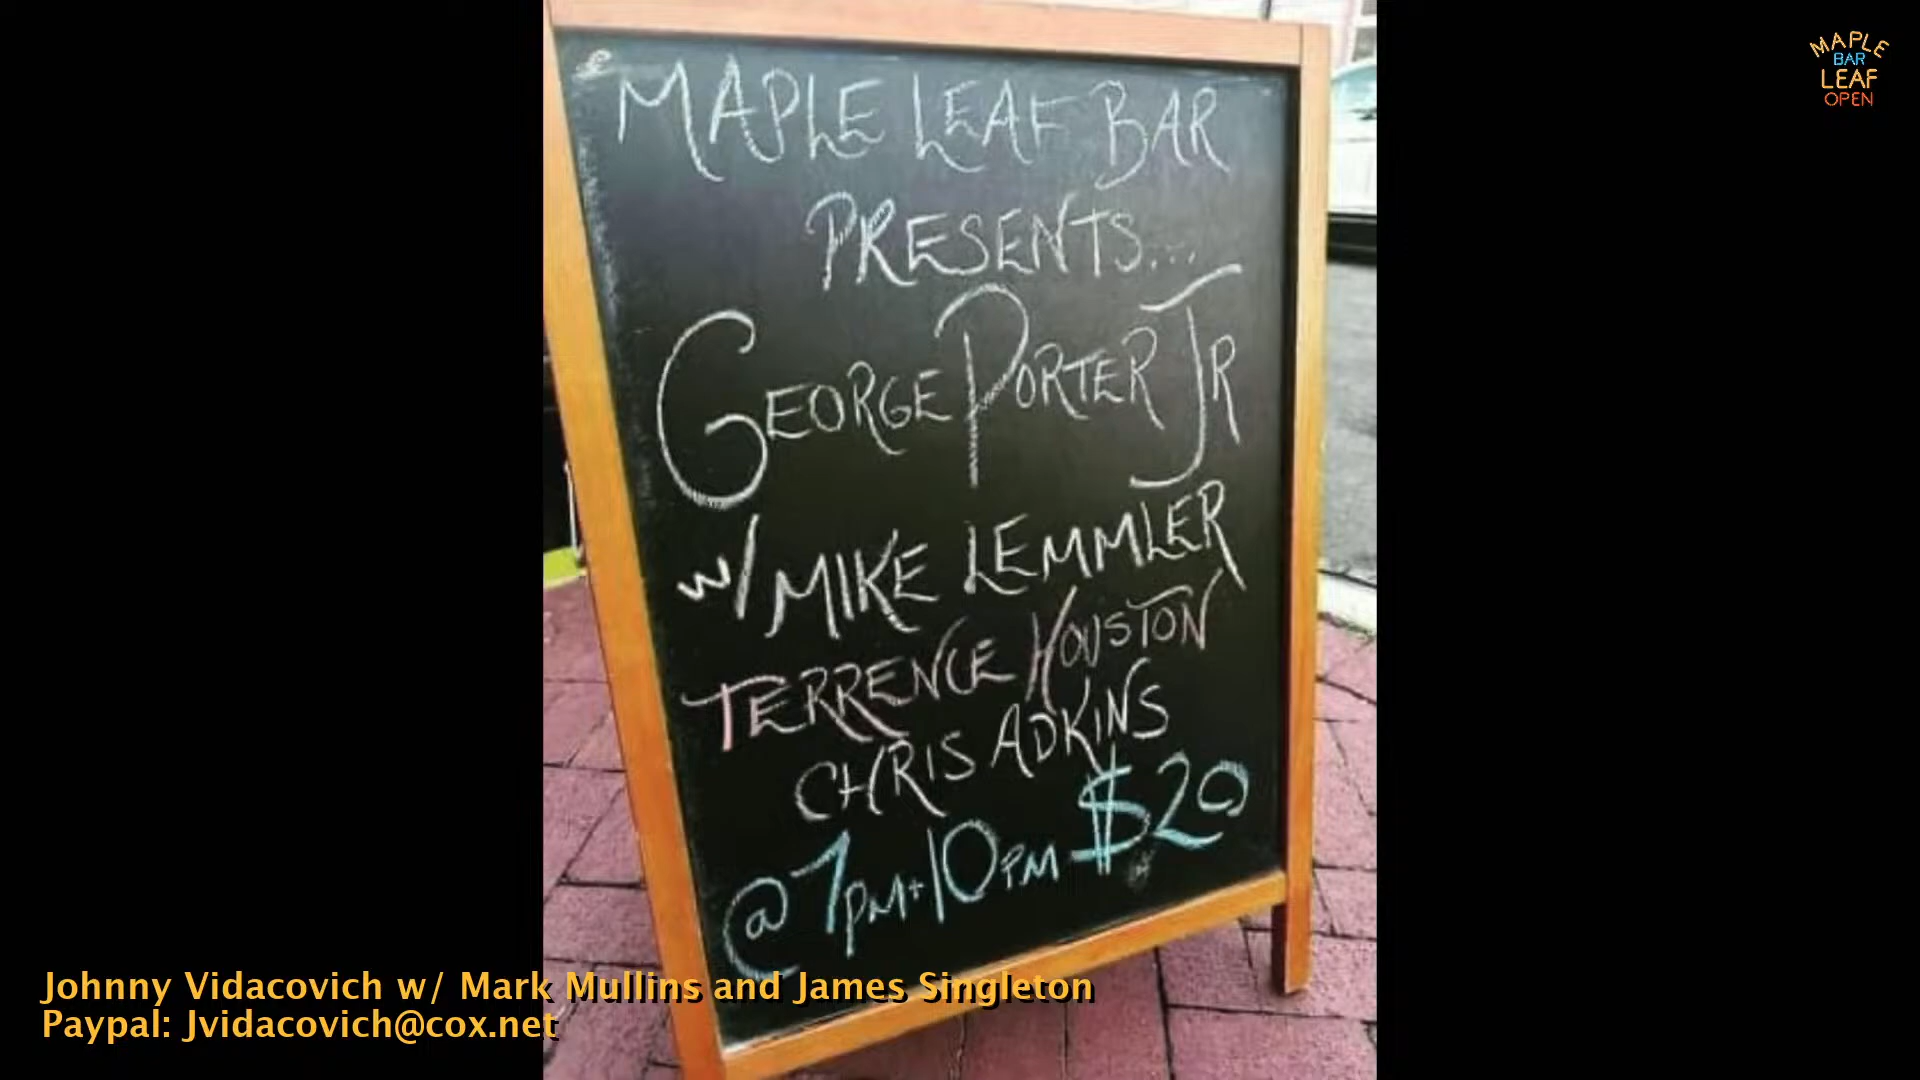 MAPLE LEAF BAR
PRESENTS...
GEORGE PORTER JR
W/ MIKE LEMMLER
TERRENCE HOUSTON
CHRIS ADKINS
@ 7PM + 10PM $20
MAPLE
BAR
LEAF
OPEN
Johnny Vidacovich w/ Mark Mullins and James Singleton
Paypal: Jvidacovich@cox.net